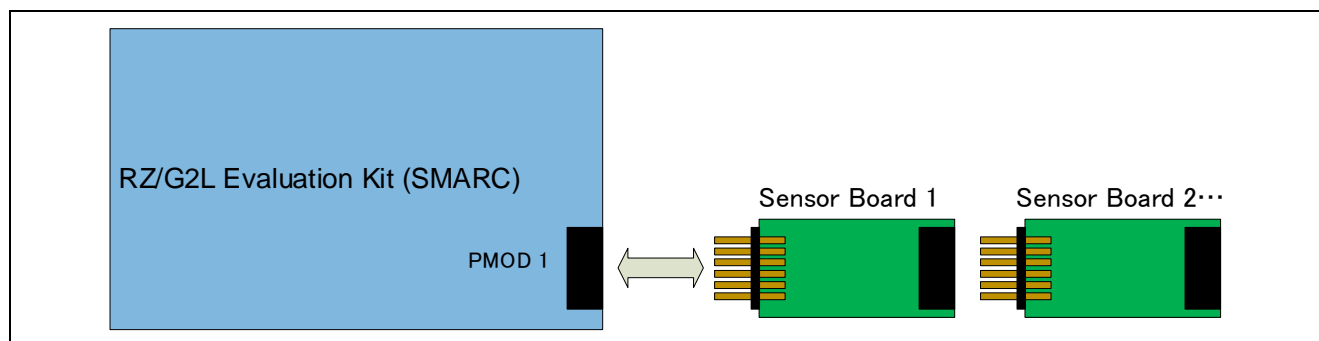 RZ/G2L Evaluation Kit (SMARC)
Sensor Board 1
Sensor Board 2⋯
PMOD 1